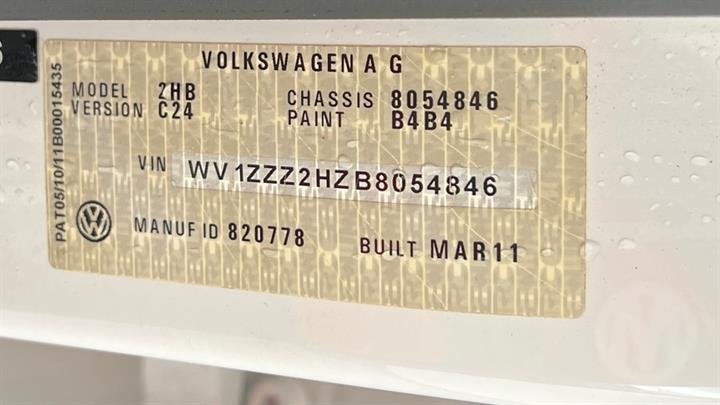 VOLKSWAGEN A G
MODEL 2HB CHASSIS 8054846
VERSION C24 PAINT B4B4
VIN WV1ZZZ2HZB8054846
MANUF ID 820778 BUILT MAR11
PAT05/10/11B00015435